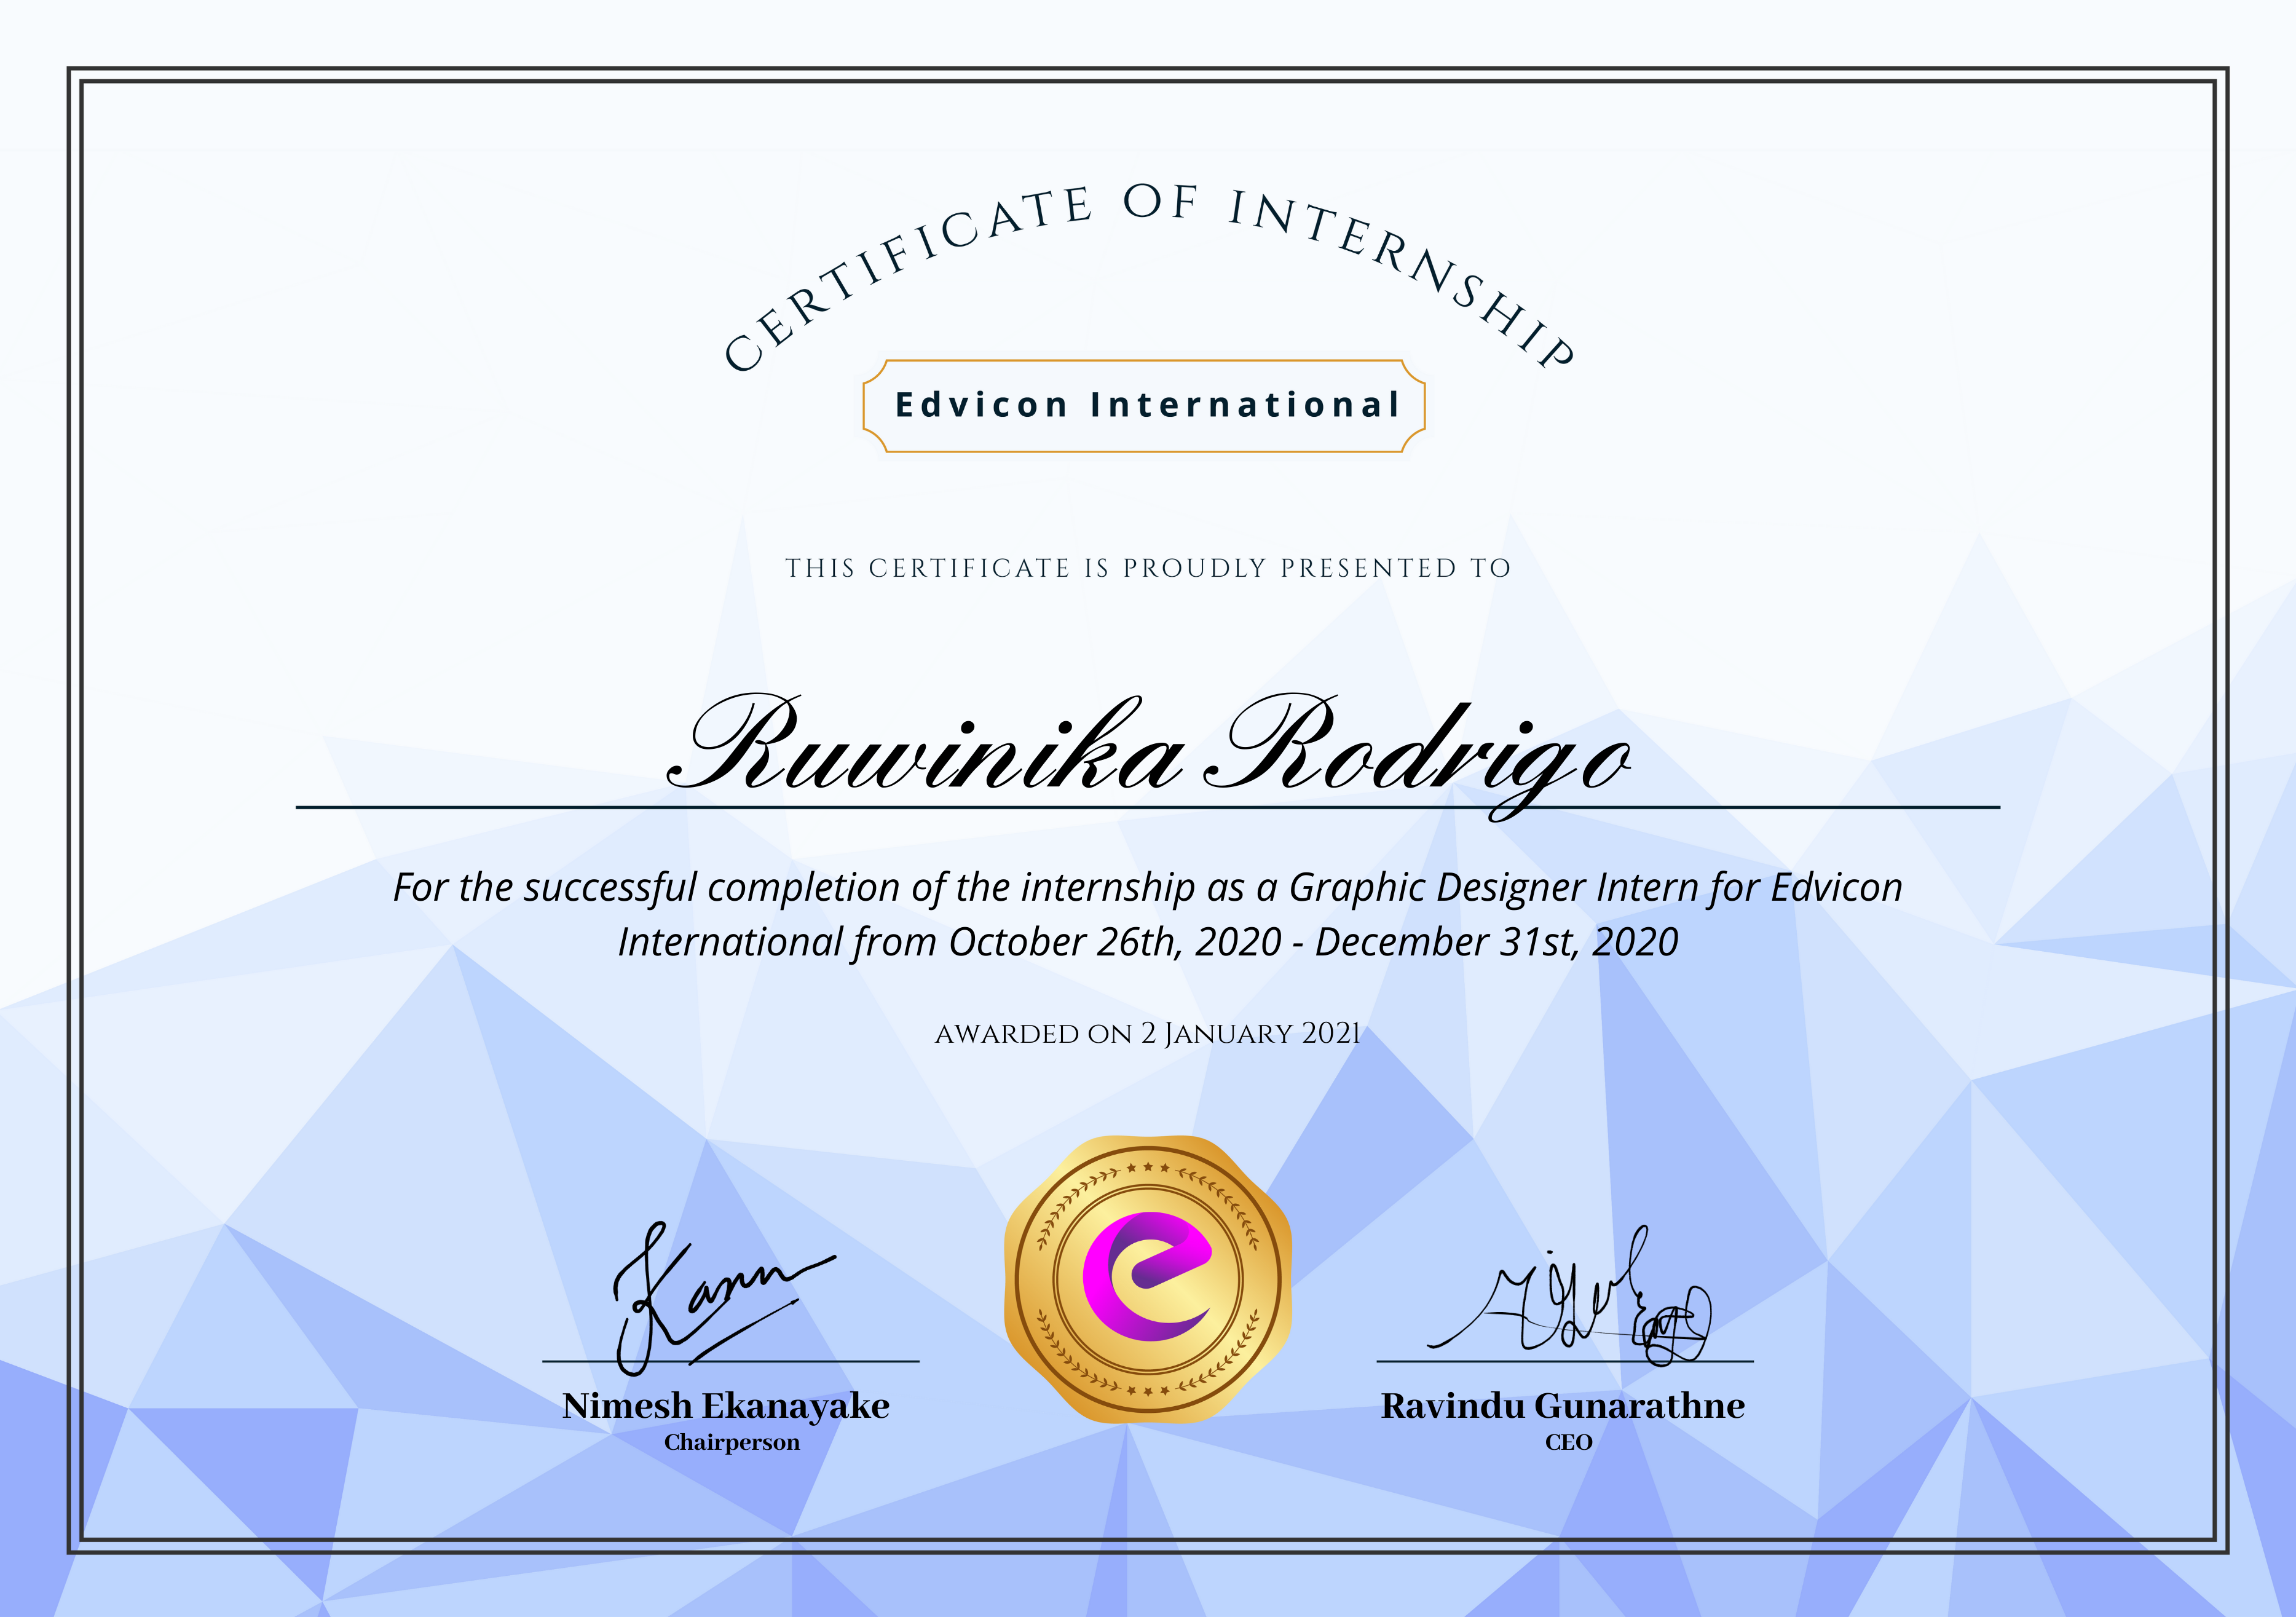 CERTIFICATE OF INTERNSHIP
Edvicon International
THIS CERTIFICATE IS PROUDLY PRESENTED TO
Ruwinika Rodrigo
For the successful completion of the internship as a Graphic Designer Intern for Edvicon
International from October 26th, 2020 - December 31st, 2020
AWARDED ON 2 JANUARY 2021
Nimesh Ekanayake
Chairperson
Ravindu Gunarathne
CEO